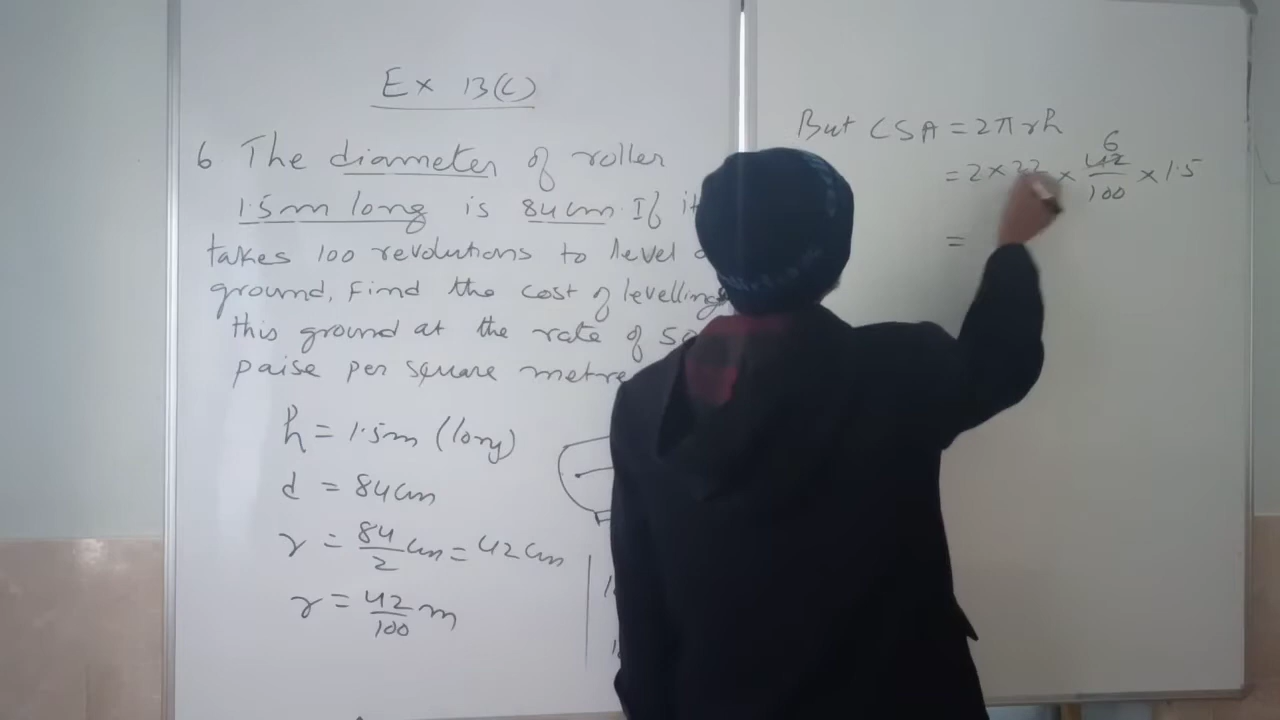 Ex 13(C)
6 The diameter of roller
1.5m long is 84cm. If it
takes 100 revolutions to level
ground, Find the cost of levelling
this ground at the rate of 50
paise per square metre
h = 1.5m (long)
d = 84cm
r = 84/2 cm = 42cm
r = 42/100 m
But CSA = 2πrh
6
= 2 × 22 × 42/100 × 1.5
=